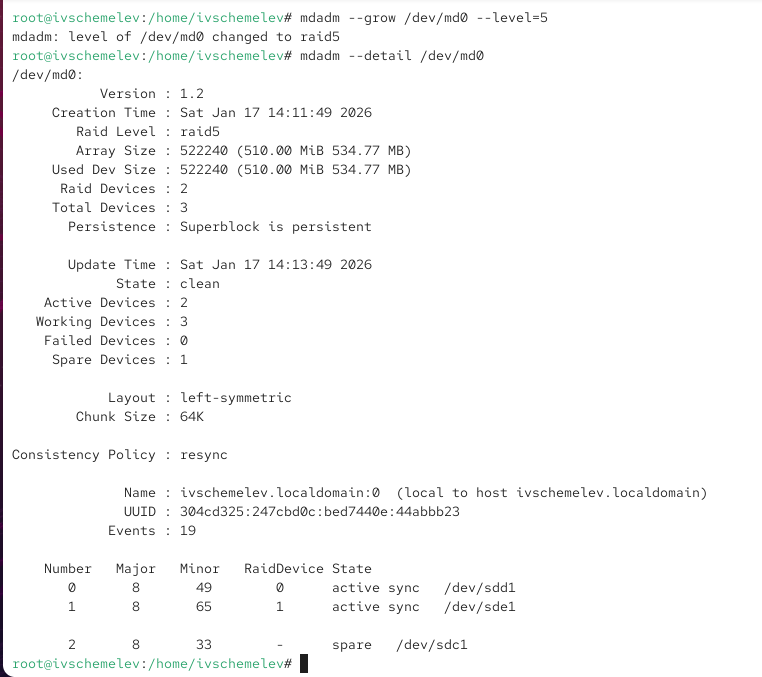 root@ivschemelev:/home/ivschemelev# mdadm --grow /dev/md0 --level=5
mdadm: level of /dev/md0 changed to raid5
root@ivschemelev:/home/ivschemelev# mdadm --detail /dev/md0
/dev/md0:
Version : 1.2
Creation Time : Sat Jan 17 14:11:49 2026
Raid Level : raid5
Array Size : 522240 (510.00 MiB 534.77 MB)
Used Dev Size : 522240 (510.00 MiB 534.77 MB)
Raid Devices : 2
Total Devices : 3
Persistence : Superblock is persistent
Update Time : Sat Jan 17 14:13:49 2026
State : clean
Active Devices : 2
Working Devices : 3
Failed Devices : 0
Spare Devices : 1
Layout : left-symmetric
Chunk Size : 64K
Consistency Policy : resync
Name : ivschemelev.localdomain:0  (local to host ivschemelev.localdomain)
UUID : 304cd325:247cbd0c:bed7440e:44abbb23
Events : 19
Number   Major   Minor   RaidDevice State
0       8       49        0      active sync   /dev/sdd1
1       8       65        1      active sync   /dev/sde1
2       8       33        -      spare   /dev/sdc1
root@ivschemelev:/home/ivschemelev#